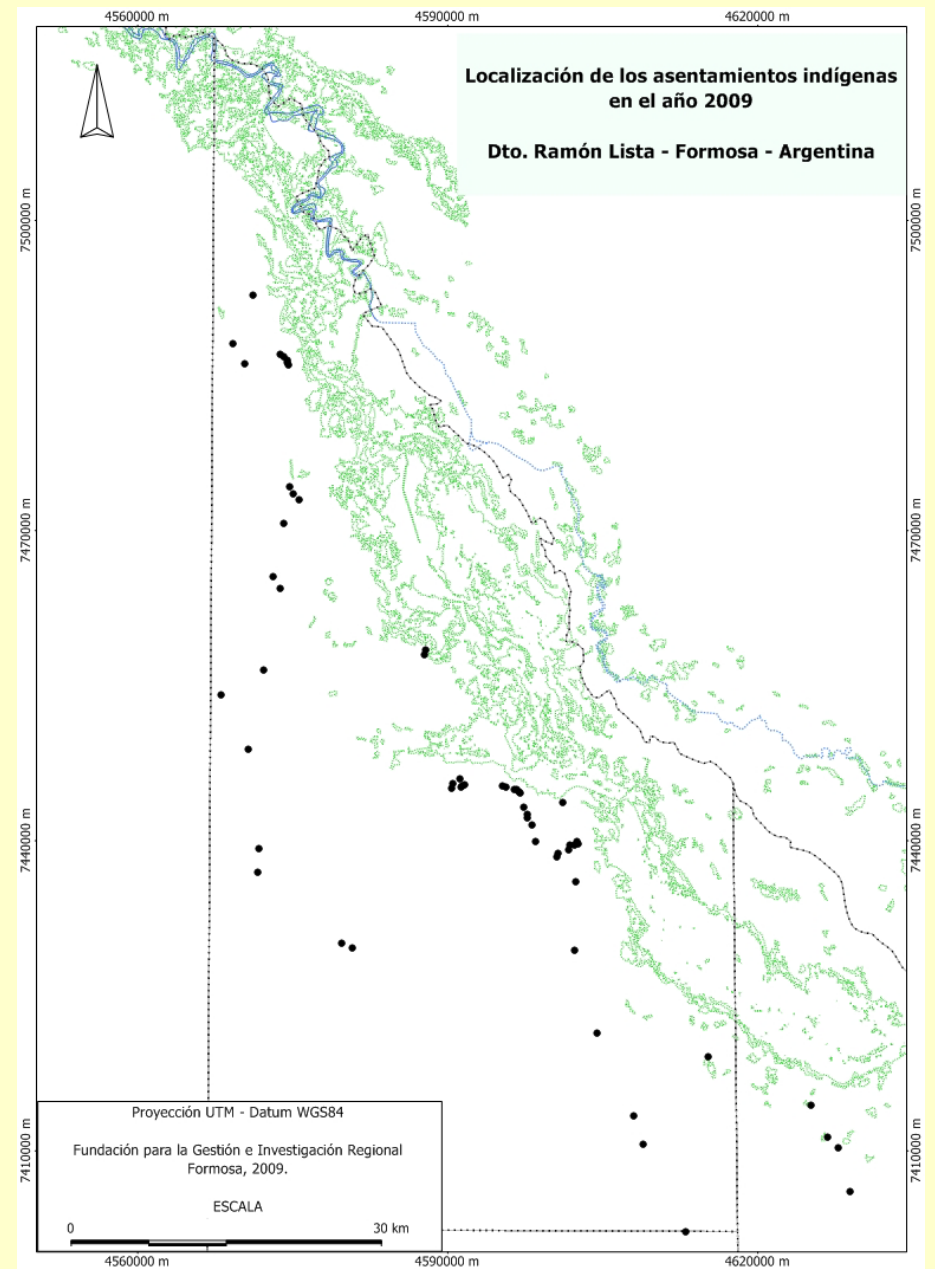 4560000 m
4590000 m
4620000 m
Localización de los asentamientos indígenas
en el año 2009
Dto. Ramón Lista - Formosa - Argentina
7500000 m
7500000 m
7470000 m
7470000 m
7440000 m
7440000 m
7410000 m
7410000 m
Proyección UTM - Datum WGS84
Fundación para la Gestión e Investigación Regional
Formosa, 2009.
ESCALA
0
30 km
4560000 m
4590000 m
4620000 m